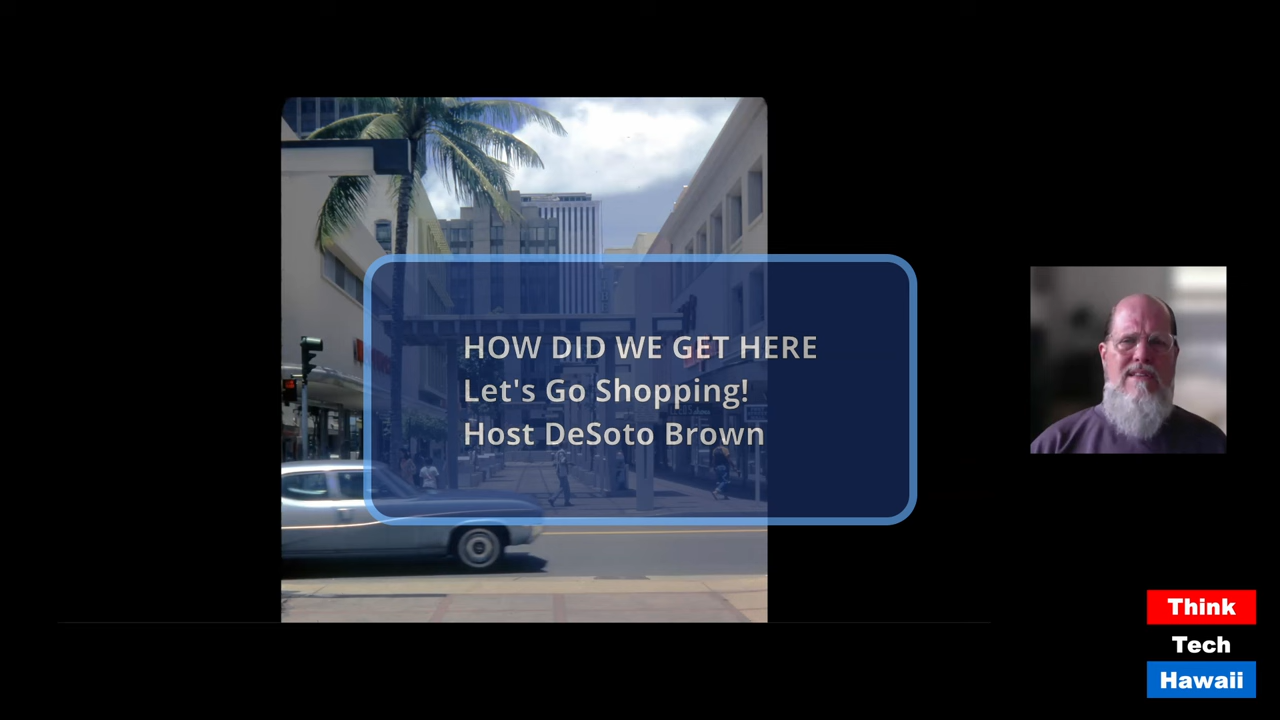 HOW DID WE GET HERE
Let's Go Shopping!
Host DeSoto Brown
Think
Tech
Hawaii